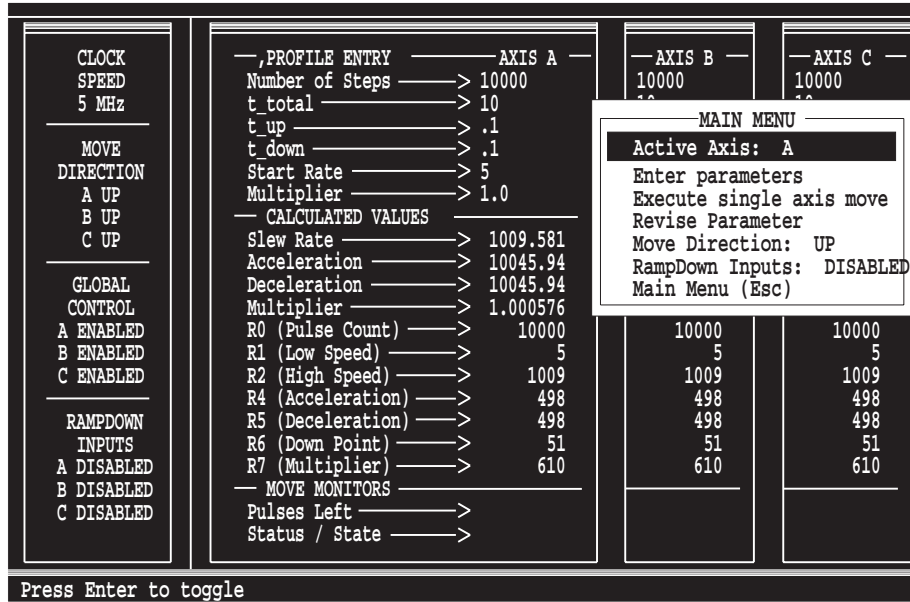 CLOCK
SPEED
5 MHz
MOVE
DIRECTION
A UP
B UP
C UP
GLOBAL
CONTROL
A ENABLED
B ENABLED
C ENABLED
RAMPDOWN
INPUTS
A DISABLED
B DISABLED
C DISABLED
,PROFILE ENTRY AXIS A
Number of Steps > 10000
t_total > 10
t_up > .1
t_down > .1
Start Rate > 5
Multiplier > 1.0
CALCULATED VALUES
Slew Rate > 1009.581
Acceleration > 10045.94
Deceleration > 10045.94
Multiplier > 1.000576
R0 (Pulse Count) > 10000
R1 (Low Speed) > 5
R2 (High Speed) > 1009
R4 (Acceleration) > 498
R5 (Deceleration) > 498
R6 (Down Point) > 51
R7 (Multiplier) > 610
MOVE MONITORS
Pulses Left >
Status / State >
AXIS B
10000
10000
5
1009
498
498
51
610
AXIS C
10000
10000
5
1009
498
498
51
610
MAIN MENU
Active Axis: A
Enter parameters
Execute single axis move
Revise Parameter
Move Direction: UP
RampDown Inputs: DISABLED
Main Menu (Esc)
Press Enter to toggle